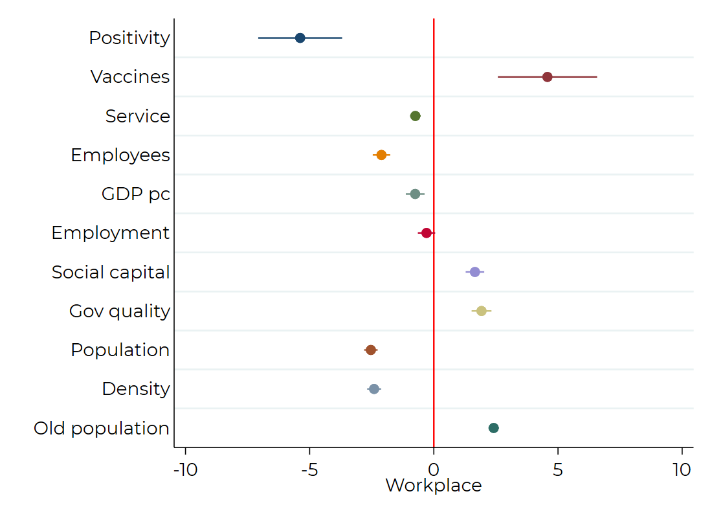 Positivity
Vaccines
Service
Employees
GDP pc
Employment
Social capital
Gov quality
Population
Density
Old population
-10 -5 0 5 10
Workplace